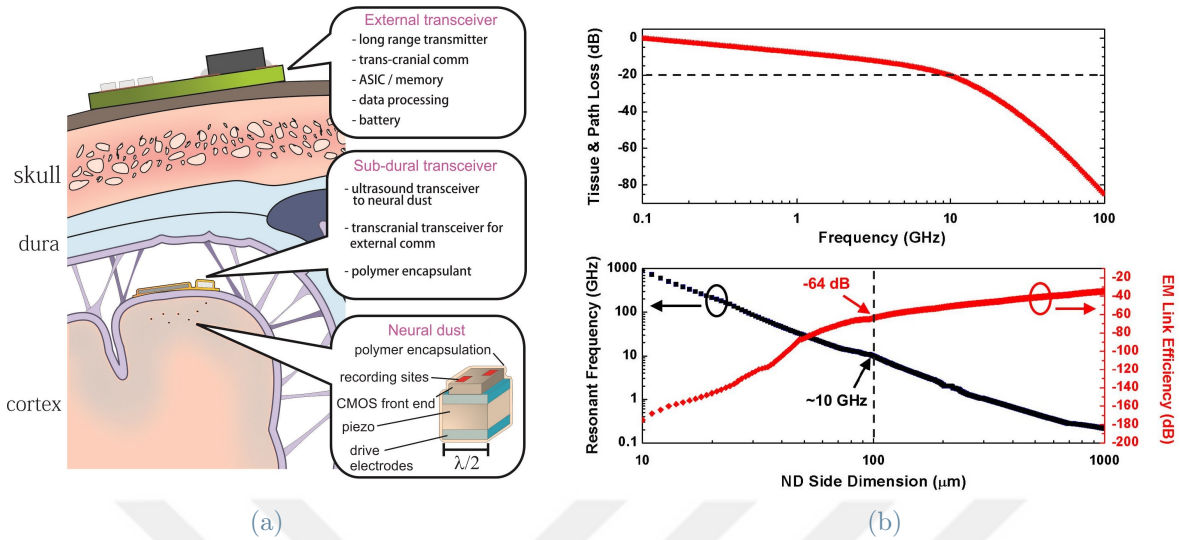 External transceiver
- long range transmitter
- trans-cranial comm
- ASIC / memory
- data processing
- battery
skull
dura
cortex
Sub-dural transceiver
- ultrasound transceiver
to neural dust
- transcranial transceiver for
external comm
- polymer encapsulant
Neural dust
polymer encapsulation
recording sites
CMOS front end
piezo
drive
electrodes
λ/2
(a)
Tissue & Path Loss (dB)
0
-20
-40
-60
-80
0.1
1
10
100
Frequency (GHz)
Resonant Frequency (GHz)
1000
100
10
1
0.1
-64 dB
~10 GHz
-20
-40
-60
-80
-100
-120
-140
-160
-180
-200
EM Link Efficiency
(dB)
10
100
1000
ND Side Dimension (μm)
(b)